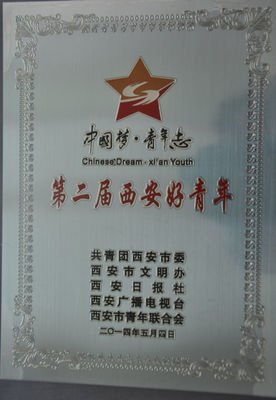 中國梦·青年志
Chinese Dream - xi'an Youth
第二届西安好青年
共青团西安市委
西安市文明办
西安日报社
西安广播电视台
西安市青年联合会
二〇一四年五月四日